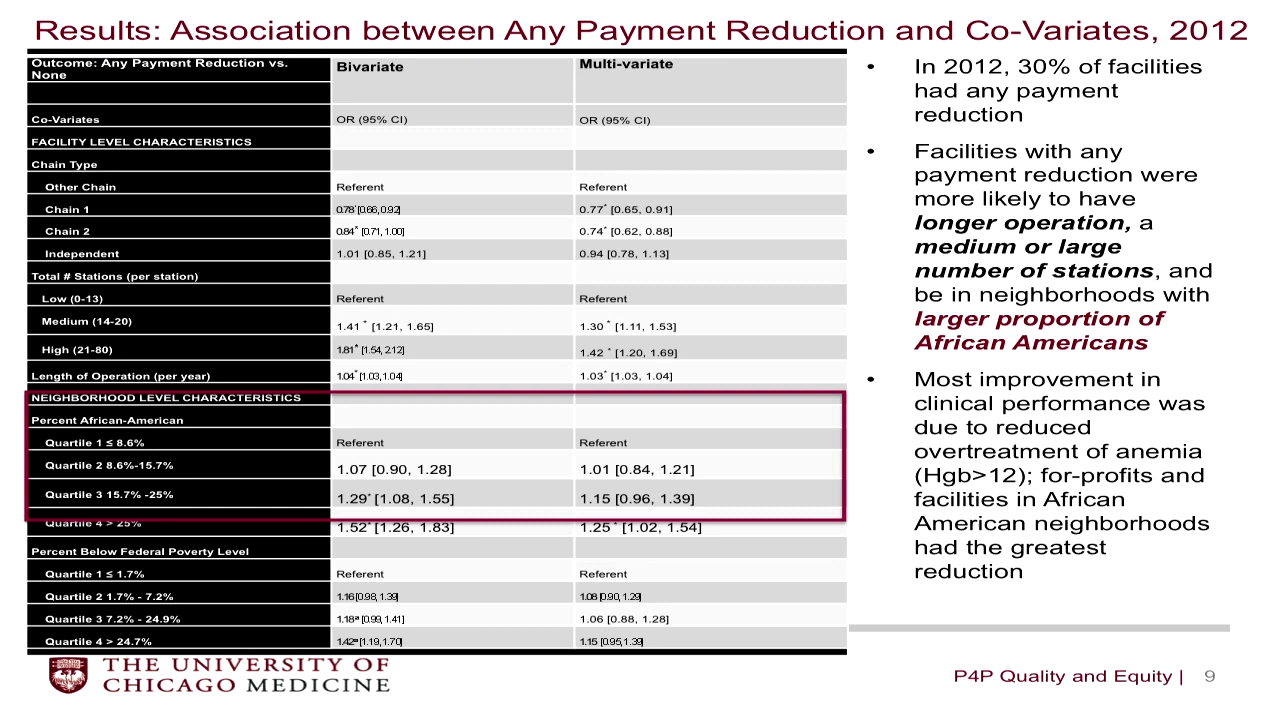 Results: Association between Any Payment Reduction and Co-Variates, 2012
Outcome: Any Payment Reduction vs.
None
Bivariate
Multi-variate
Co-Variates OR (95% CI) OR (95% CI)
FACILITY LEVEL CHARACTERISTICS
Chain Type
Other Chain Referent Referent
Chain 1 0.78* [0.66, 0.92] 0.77* [0.65, 0.91]
Chain 2 0.84* [0.71, 1.00] 0.74* [0.62, 0.88]
Independent 1.01 [0.85, 1.21] 0.94 [0.78, 1.13]
Total # Stations (per station)
Low (0-13) Referent Referent
Medium (14-20) 1.41 * [1.21, 1.65] 1.30 * [1.11, 1.53]
High (21-80) 1.81* [1.54, 2.12] 1.42 * [1.20, 1.69]
Length of Operation (per year) 1.04* [1.03, 1.04] 1.03* [1.03, 1.04]
NEIGHBORHOOD LEVEL CHARACTERISTICS
Percent African-American
Quartile 1 ≤ 8.6% Referent Referent
Quartile 2 8.6%-15.7% 1.07 [0.90, 1.28] 1.01 [0.84, 1.21]
Quartile 3 15.7% -25% 1.29* [1.08, 1.55] 1.15 [0.96, 1.39]
Quartile 4 > 25% 1.52* [1.26, 1.83] 1.25 * [1.02, 1.54]
Percent Below Federal Poverty Level
Quartile 1 ≤ 1.7% Referent Referent
Quartile 2 1.7% - 7.2% 1.16 [0.98, 1.39] 1.08 [0.90, 1.29]
Quartile 3 7.2% - 24.9% 1.18 [0.99, 1.41] 1.06 [0.88, 1.28]
Quartile 4 > 24.7% 1.42 [1.19, 1.70] 1.15 [0.95, 1.39]
• In 2012, 30% of facilities
had any payment
reduction
• Facilities with any
payment reduction were
more likely to have
longer operation, a
medium or large
number of stations, and
be in neighborhoods with
larger proportion of
African Americans
• Most improvement in
clinical performance was
due to reduced
overtreatment of anemia
(Hgb>12); for-profits and
facilities in African
American neighborhoods
had the greatest
reduction
THE UNIVERSITY OF
CHICAGO MEDICINE
P4P Quality and Equity | 9